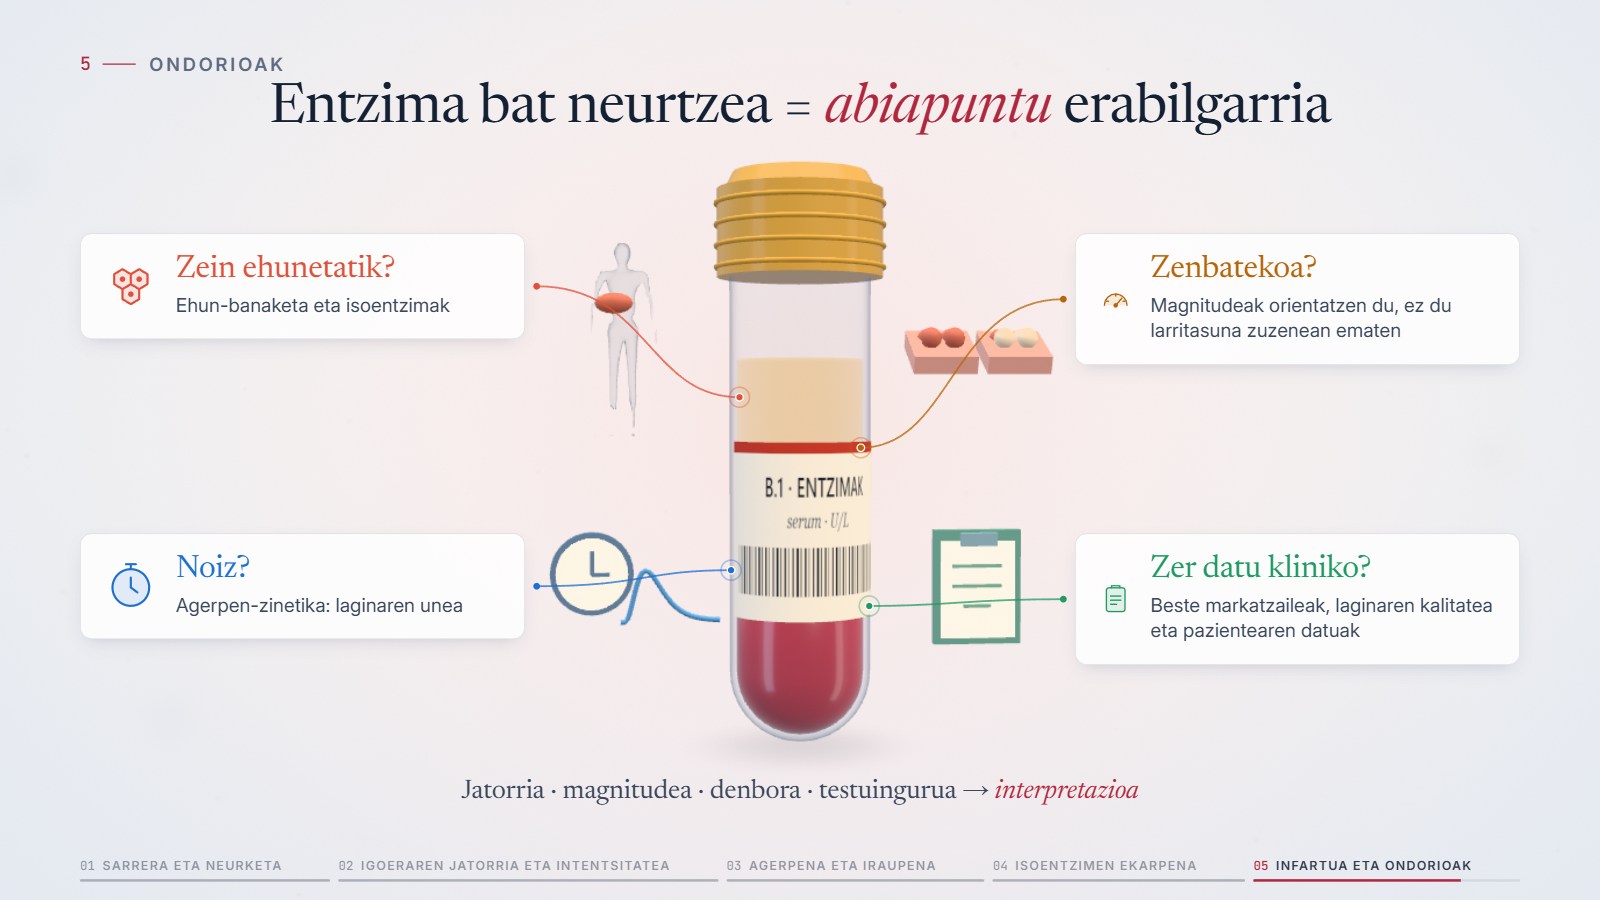 5 — ONDORIOAK
Entzima bat neurtzea = abiapuntu erabilgarria
Zein ehunetatik?
Ehun-banaketa eta isoentzimak
Zenbatekoa?
Magnitudeak orientatzen du, ez du
larritasuna zuzenean ematen
B.1 · ENTZIMAK
serum · U/L
Noiz?
Agerpen-zinetika: laginaren unea
Zer datu kliniko?
Beste markatzaileak, laginaren kalitatea
eta pazientearen datuak
Jatorria · magnitudea · denbora · testuingurua → interpretazioa
01 SARRERA ETA NEURKETA
02 IGOERAREN JATORRIA ETA INTENTSITATEA
03 AGERPENA ETA IRAUPENA
04 ISOENTZIMEN EKARPENA
05 INFARTUA ETA ONDORIOAK